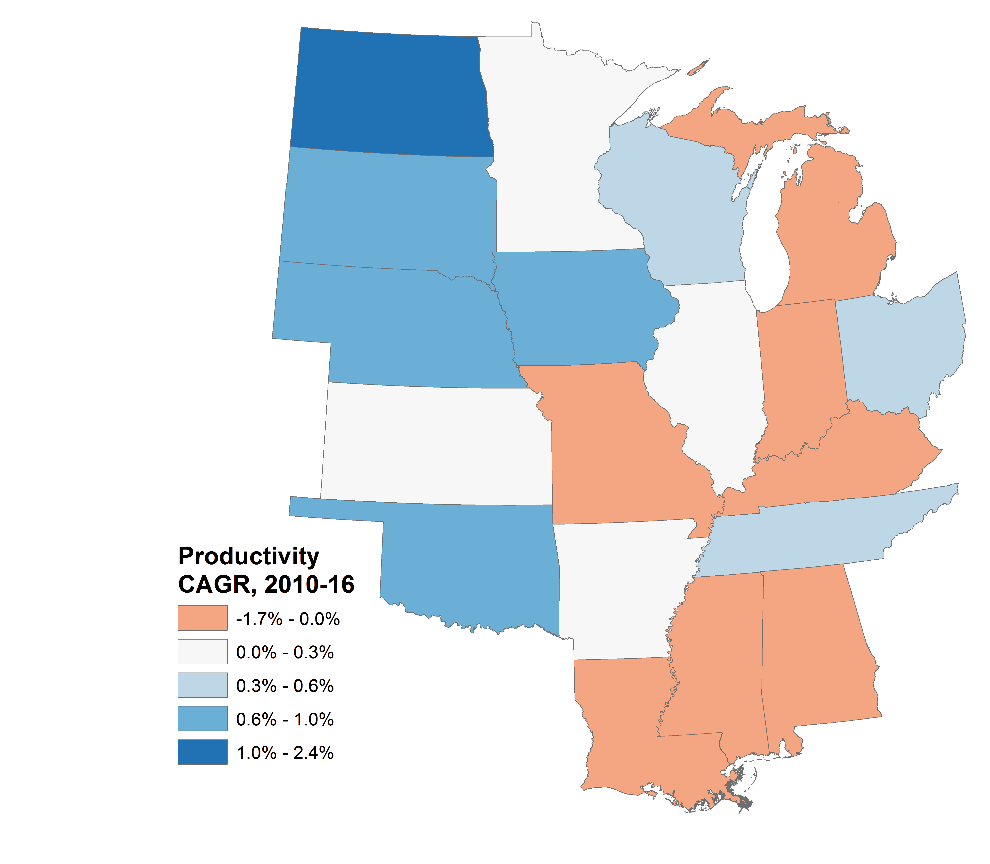 Productivity
CAGR, 2010-16
-1.7% - 0.0%
0.0% - 0.3%
0.3% - 0.6%
0.6% - 1.0%
1.0% - 2.4%